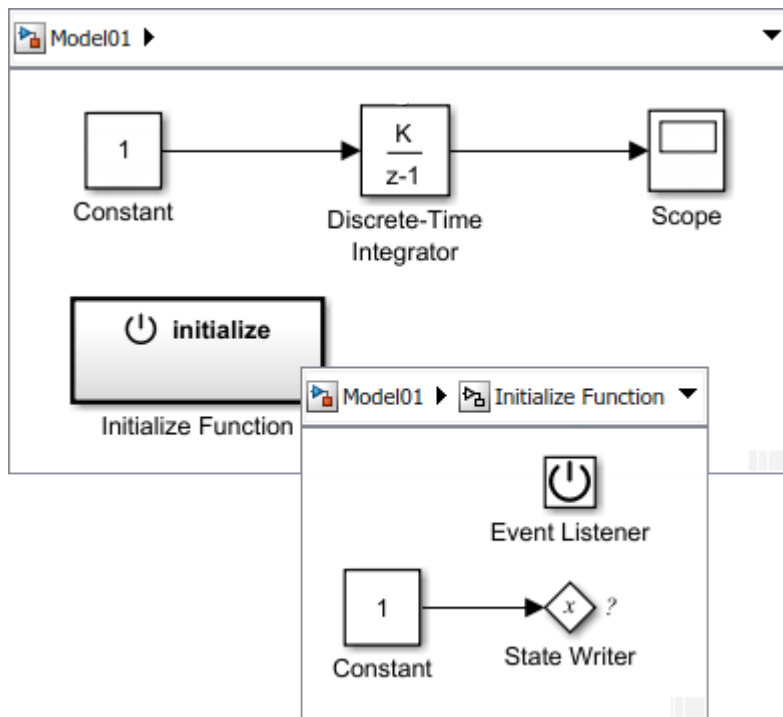 Model01
1
K
z-1
Constant
Discrete-Time
Integrator
Scope
initialize
Initialize Function
Model01 Initialize Function
Event Listener
1
x ?
Constant
State Writer